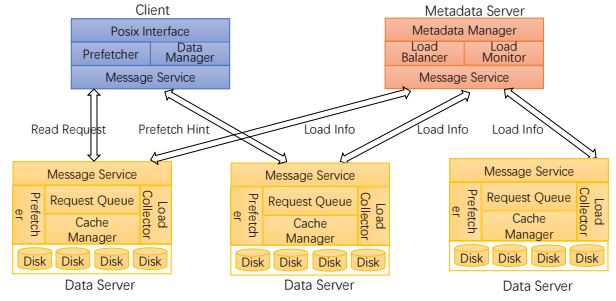 Client
Metadata Server
Posix Interface
Prefetcher
Data
Manager
Message Service
Metadata Manager
Load
Balancer
Load
Monitor
Message Service
Read Request
Prefetch Hint
Load Info
Load Info
Load Info
Message Service
Prefetch
er
Request Queue
Cache
Manager
Load
Collector
Disk
Disk
Disk
Disk
Data Server
Message Service
Prefetch
er
Request Queue
Cache
Manager
Load
Collector
Disk
Disk
Disk
Disk
Data Server
Message Service
Prefetch
er
Request Queue
Cache
Manager
Load
Collector
Disk
Disk
Disk
Disk
Data Server